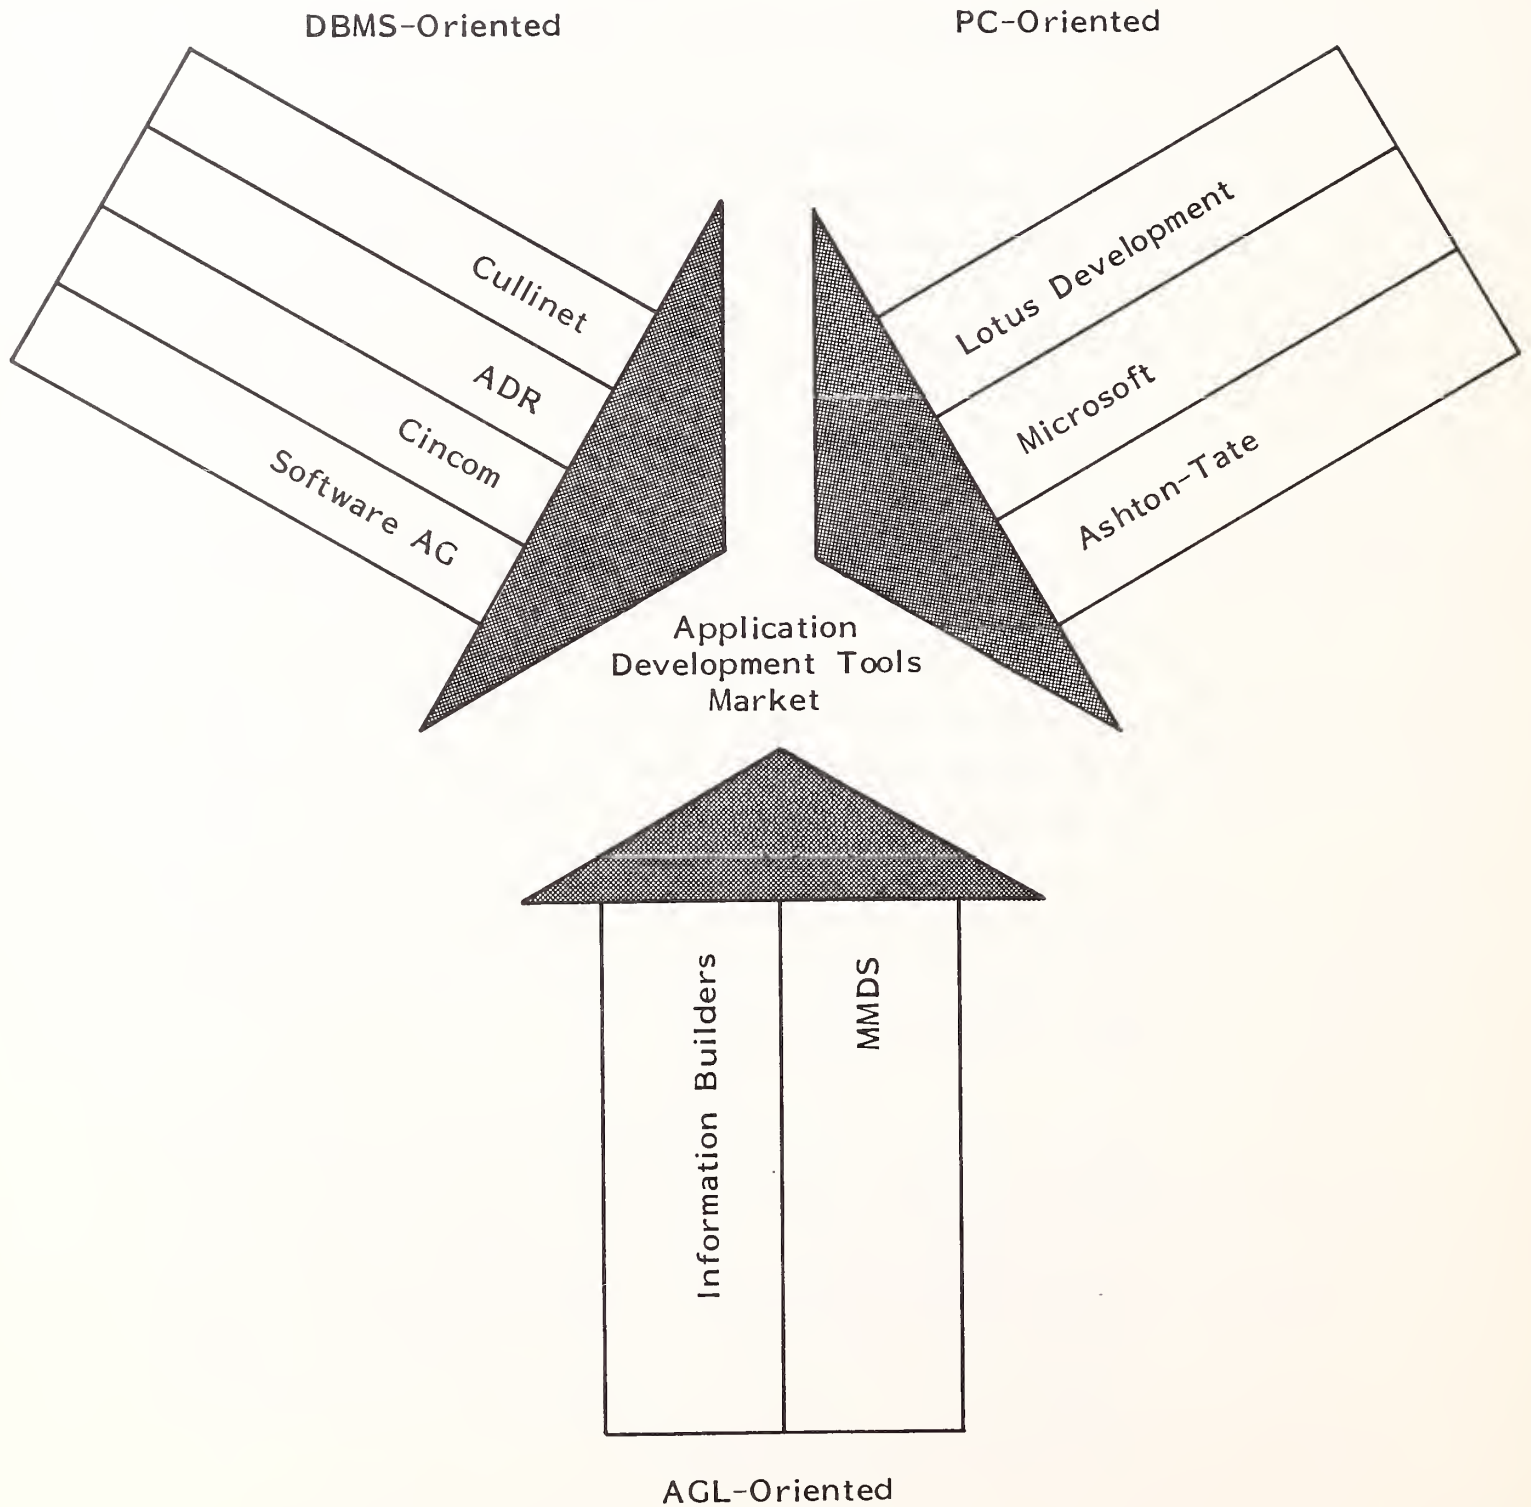 DBMS-Oriented
PC-Oriented
Cullinet
ADR
Cincom
Software AG
Lotus Development
Microsoft
Ashton-Tate
Application
Development Tools
Market
Information Builders
MMDS
AGL-Oriented